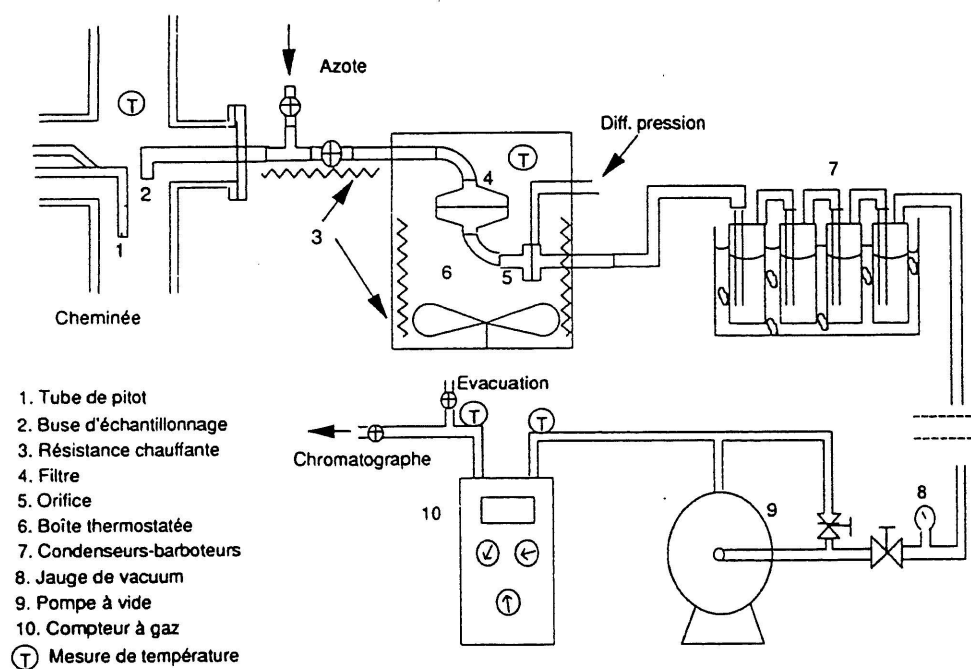 T
Azote
Diff. pression
2
4
T
7
1
3
6
5
Cheminée
Evacuation
T
T
Chromatographe
10
9
8
1. Tube de pitot
2. Buse d'échantillonnage
3. Résistance chauffante
4. Filtre
5. Orifice
6. Boîte thermostatée
7. Condenseurs-barboteurs
8. Jauge de vacuum
9. Pompe à vide
10. Compteur à gaz
T Mesure de température